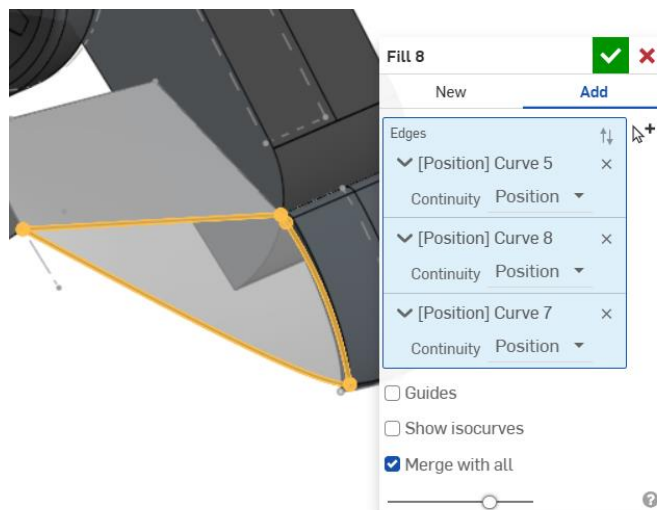 Fill 8
New Add
Edges
[Position] Curve 5
Continuity Position
[Position] Curve 8
Continuity Position
[Position] Curve 7
Continuity Position
Guides
Show isocurves
Merge with all